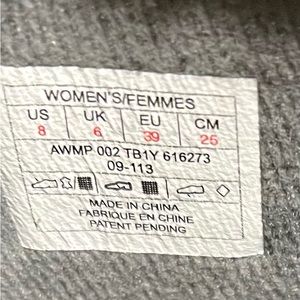 WOMEN'S/FEMMES
US UK EU CM
8 6 39 25
AWMP 002 TB1Y 616273
09-113
MADE IN CHINA
FABRIQUE EN CHINE
PATENT PENDING